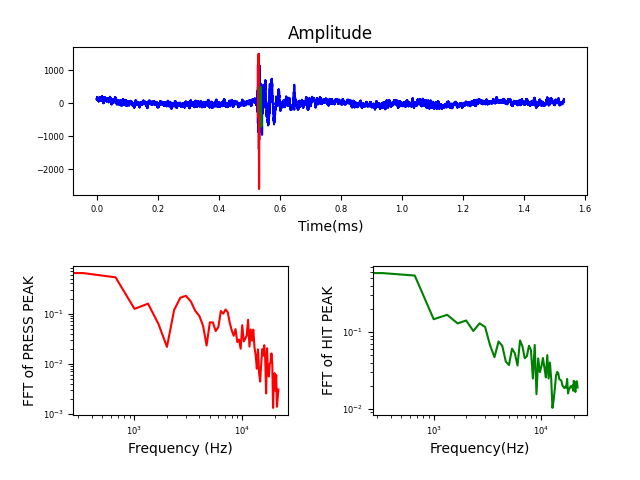 Amplitude
1000
0
−1000
−2000
0.0 0.2 0.4 0.6 0.8 1.0 1.2 1.4 1.6
Time(ms)
FFT of PRESS PEAK
10⁻¹
10⁻²
10⁻³
10³ 10⁴
Frequency (Hz)
FFT of HIT PEAK
10⁻¹
10⁻²
10³ 10⁴
Frequency(Hz)